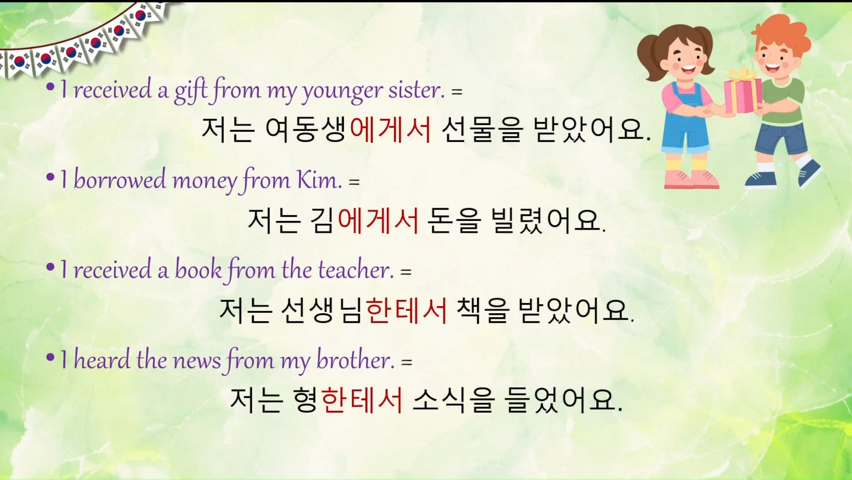 • I received a gift from my younger sister. =
저는 여동생에게서 선물을 받았어요.
• I borrowed money from Kim. =
저는 김에게서 돈을 빌렸어요.
• I received a book from the teacher. =
저는 선생님한테서 책을 받았어요.
• I heard the news from my brother. =
저는 형한테서 소식을 들었어요.